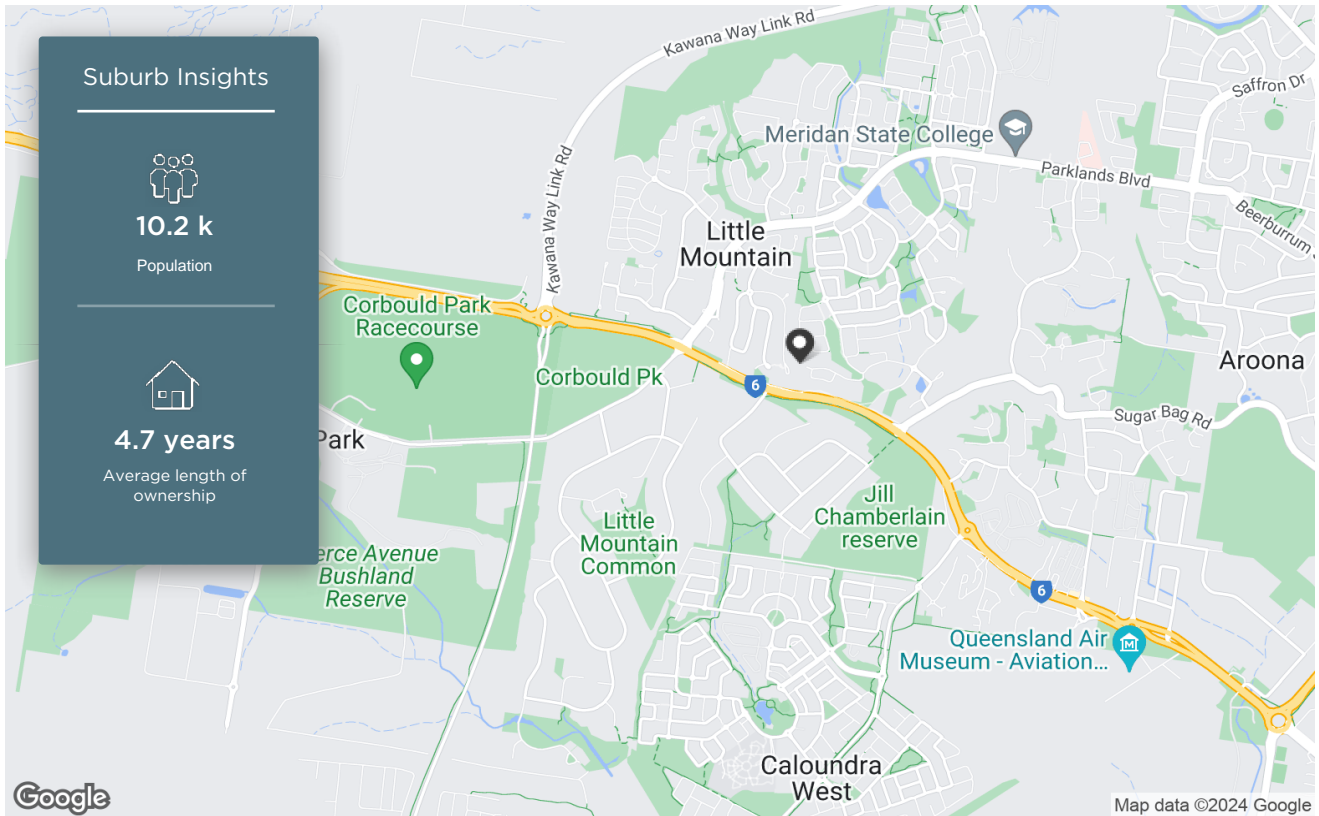 Suburb Insights
10.2 k
Population
4.7 years
Average length of
ownership
Kawana Way Link Rd
Kawana Way Link Rd
Saffron Dr
Meridan State College
Parklands Blvd
Beerburrum
Little
Mountain
Corbould Park
Racecourse
Corbould Pk
6
Aroona
Sugar Bag Rd
Park
Jill
Chamberlain
reserve
Little
Mountain
Common
erce Avenue
Bushland
Reserve
6
Queensland Air
Museum - Aviation...
M
Caloundra
West
Google
Map data ©2024 Google